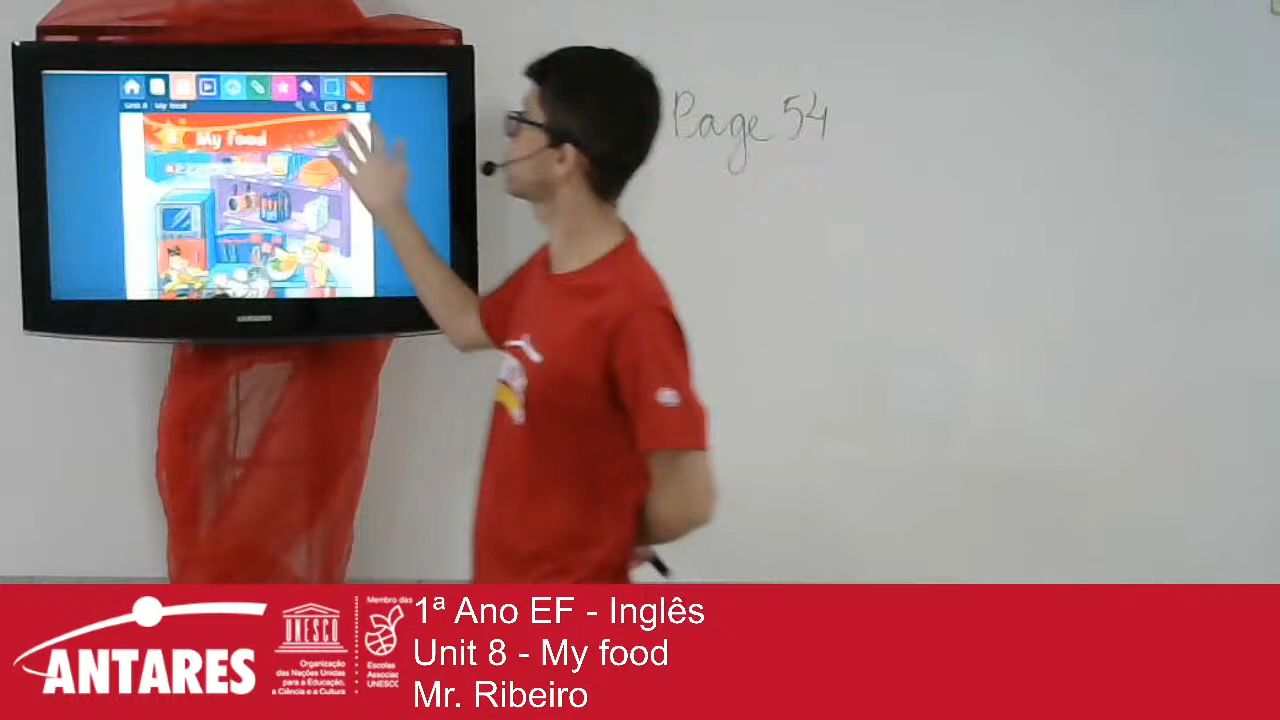 Unit 8 My food
My food
Page 54
SAMSUNG
ANTARES
UNESCO
Organização
das Nações Unidas
para a Educação,
a Ciência e a Cultura
Membro das
Escolas
Associac
UNESCO
1ª Ano EF - Inglês
Unit 8 - My food
Mr. Ribeiro